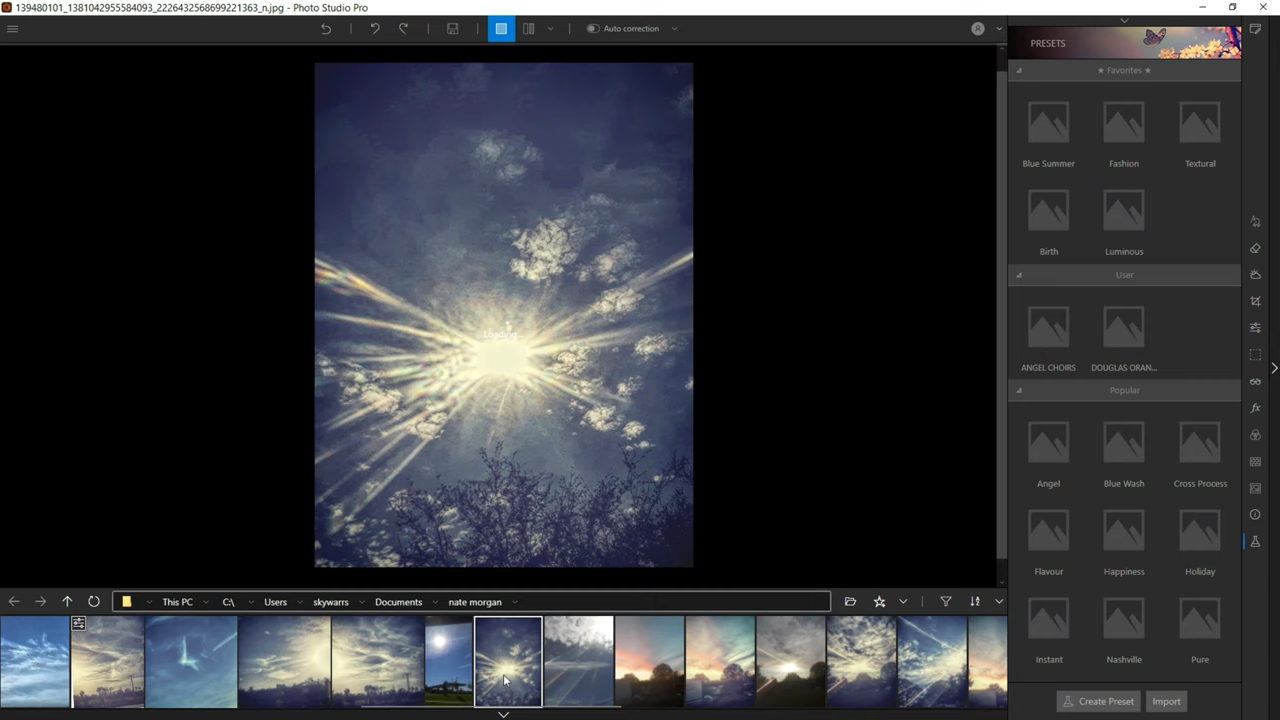 139480101_1381042955584093_2226432568699221363_n.jpg - Photo Studio Pro
Auto correction
PRESETS
★ Favorites ★
Blue Summer
Fashion
Textural
Birth
Luminous
User
ANGEL CHOIRS
DOUGLAS ORAN...
Popular
Angel
Blue Wash
Cross Process
Flavour
Happiness
Holiday
Instant
Nashville
Pure
Create Preset
Import
Loading
This PC
C:\
Users
skywarrs
Documents
nate morgan